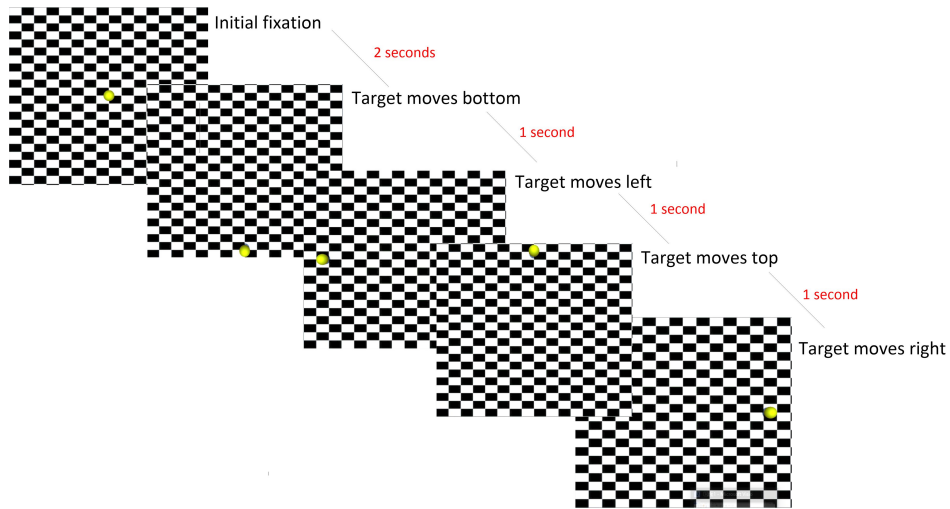 Initial fixation
2 seconds
Target moves bottom
1 second
Target moves left
1 second
Target moves top
1 second
Target moves right